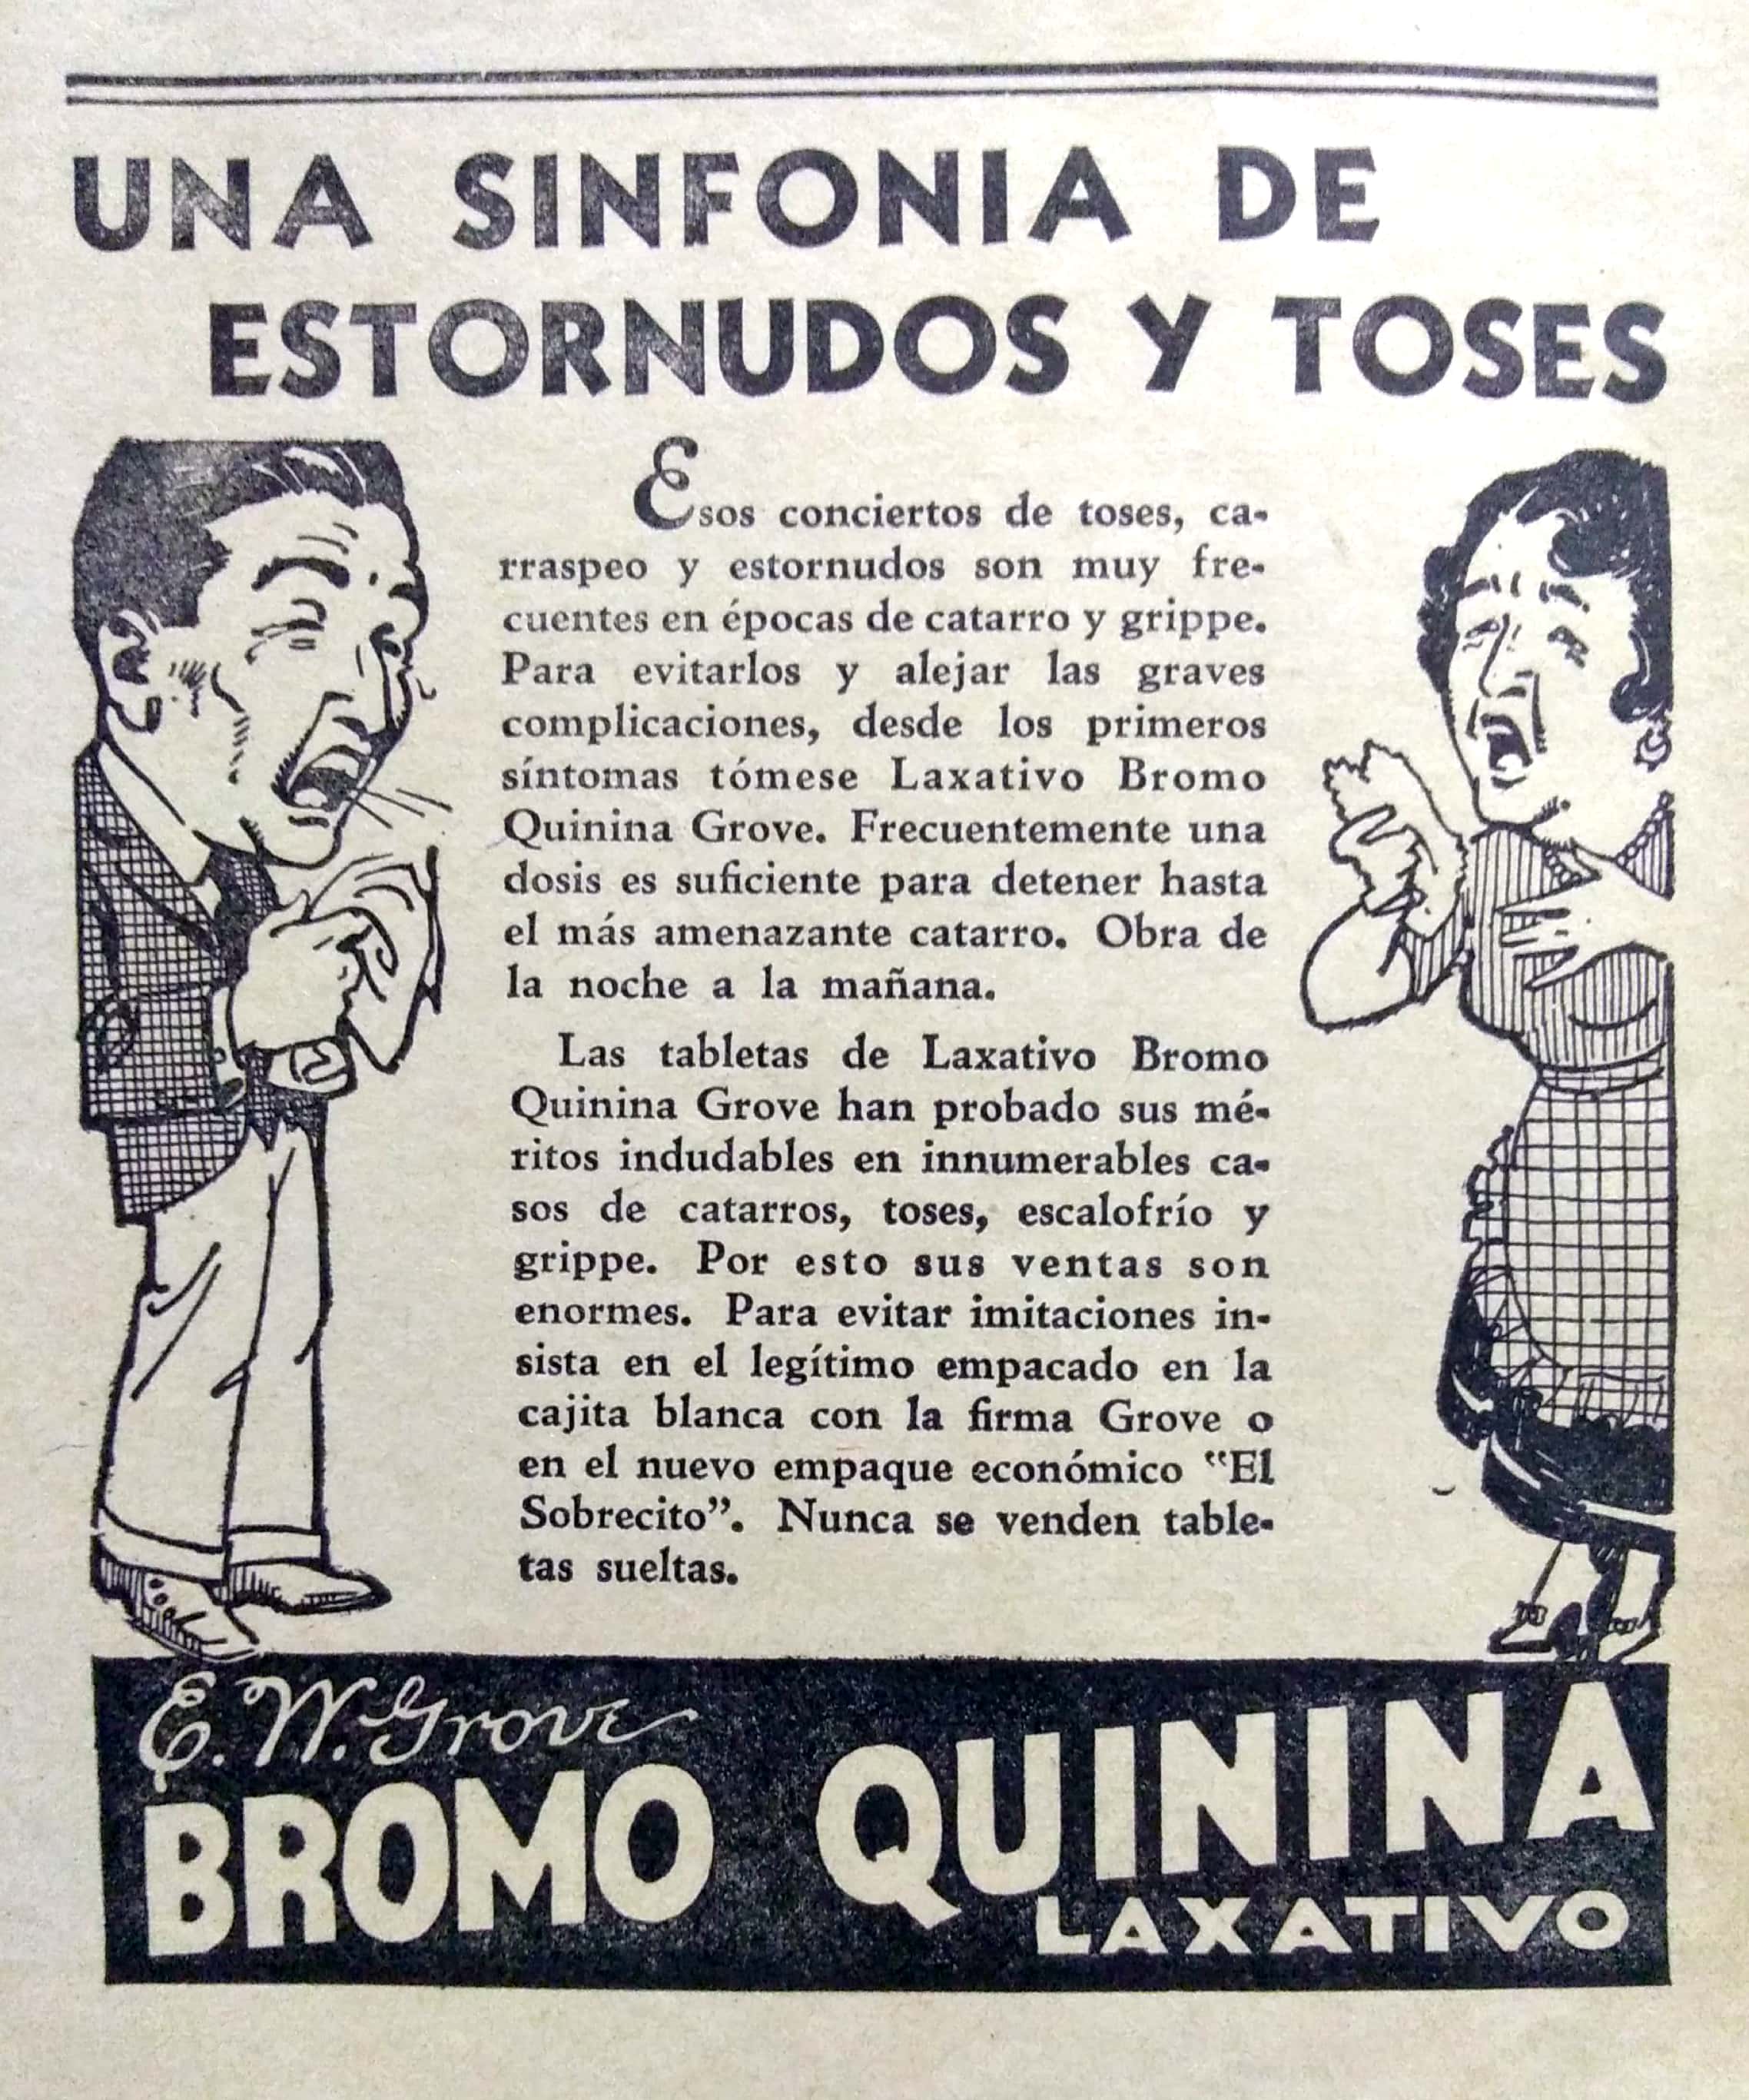 UNA SINFONIA DE
ESTORNUDOS Y TOSES
Esos conciertos de toses, ca-
rraspeo y estornudos son muy fre-
cuentes en épocas de catarro y grippe.
Para evitarlos y alejar las graves
complicaciones, desde los primeros
síntomas tómese Laxativo Bromo
Quinina Grove. Frecuentemente una
dosis es suficiente para detener hasta
el más amenazante catarro. Obra de
la noche a la mañana.
Las tabletas de Laxativo Bromo
Quinina Grove han probado sus mé-
ritos indudables en innumerables ca-
sos de catarros, toses, escalofrío y
grippe. Por esto sus ventas son
enormes. Para evitar imitaciones in-
sista en el legítimo empacado en la
cajita blanca con la firma Grove o
en el nuevo empaque económico "El
Sobrecito". Nunca se venden table-
tas sueltas.
E. W. Grove
BROMO QUININA
LAXATIVO